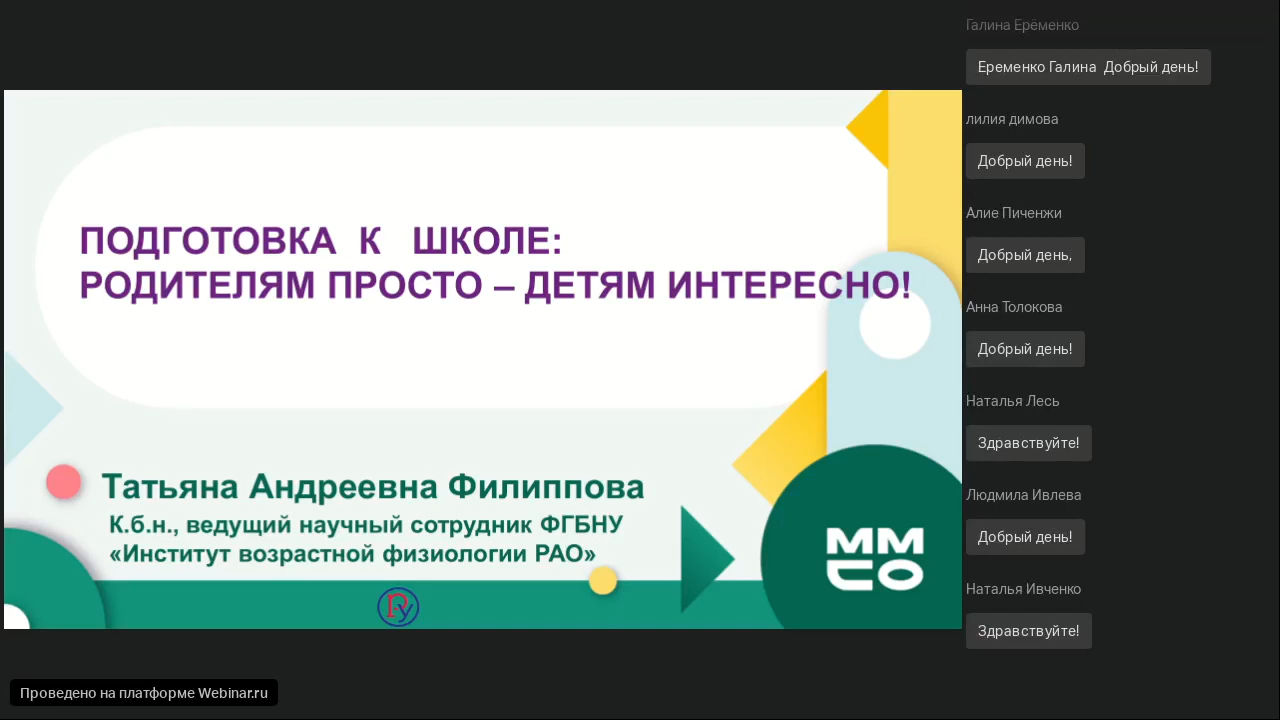 ПОДГОТОВКА К ШКОЛЕ:
РОДИТЕЛЯМ ПРОСТО – ДЕТЯМ ИНТЕРЕСНО!
Татьяна Андреевна Филиппова
К.б.н., ведущий научный сотрудник ФГБНУ
«Институт возрастной физиологии РАО»
ММ
СО
Проведено на платформе Webinar.ru
Галина Ерёменко
Еременко Галина Добрый день!
лилия димова
Добрый день!
Алие Пиченжи
Добрый день,
Анна Толокова
Добрый день!
Наталья Лесь
Здравствуйте!
Людмила Ивлева
Добрый день!
Наталья Ивченко
Здравствуйте!